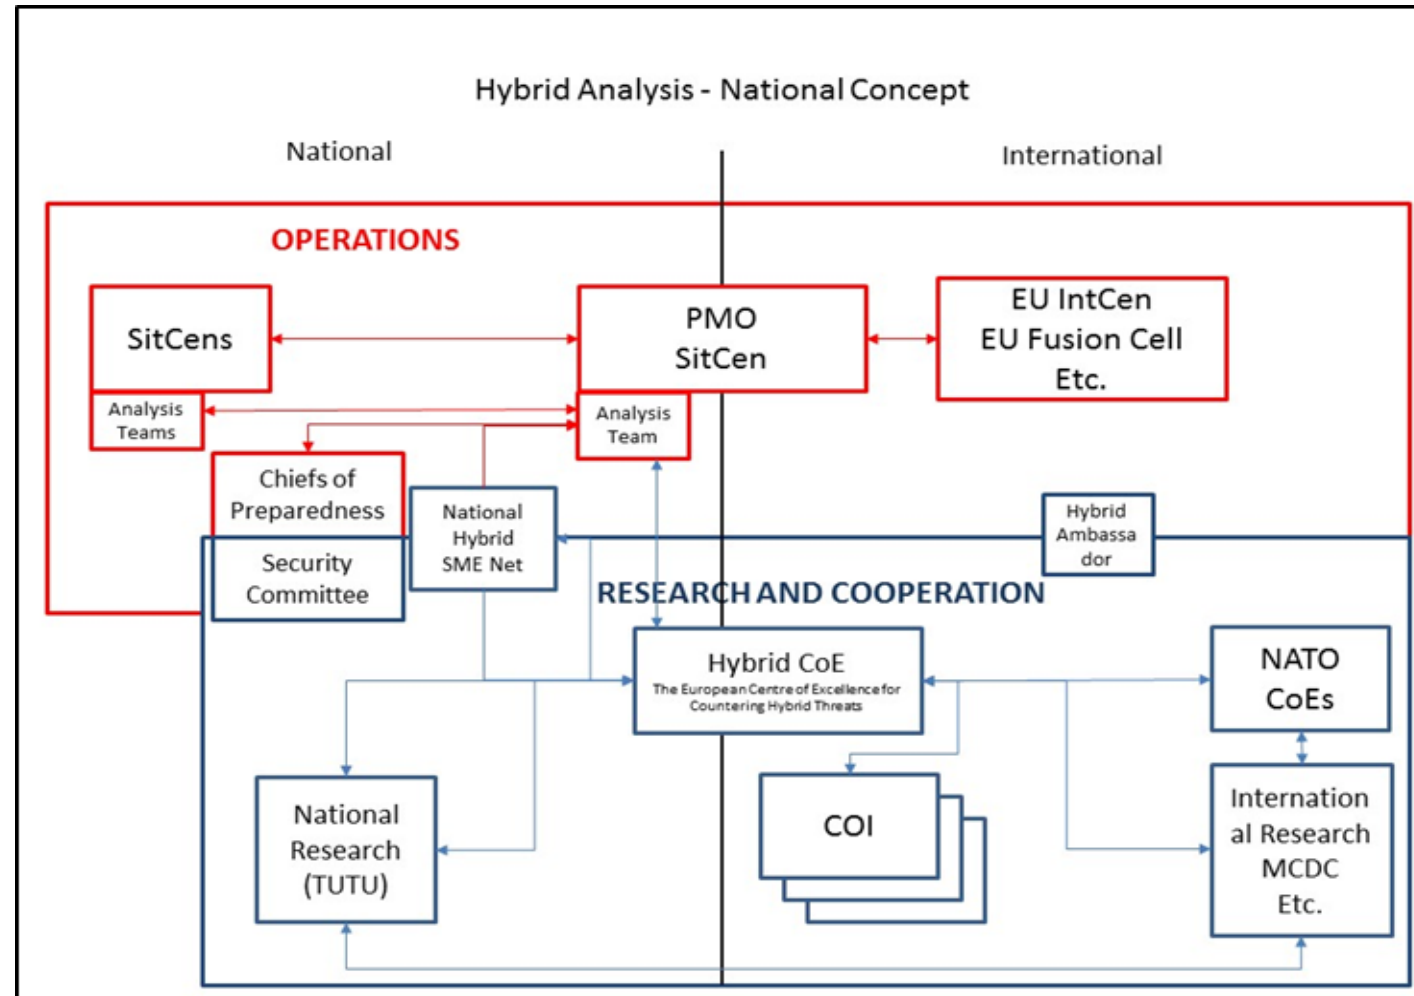 Hybrid Analysis - National Concept
National
International
OPERATIONS
SitCens
PMO
SitCen
EU IntCen
EU Fusion Cell
Etc.
Analysis
Teams
Analysis
Team
Chiefs of
Preparedness
National
Hybrid
SME Net
Hybrid
Ambassa
dor
Security
Committee
RESEARCH AND COOPERATION
Hybrid CoE
The European Centre of Excellence for
Countering Hybrid Threats
NATO
CoEs
National
Research
(TUTU)
COI
Internation
al Research
MCDC
Etc.